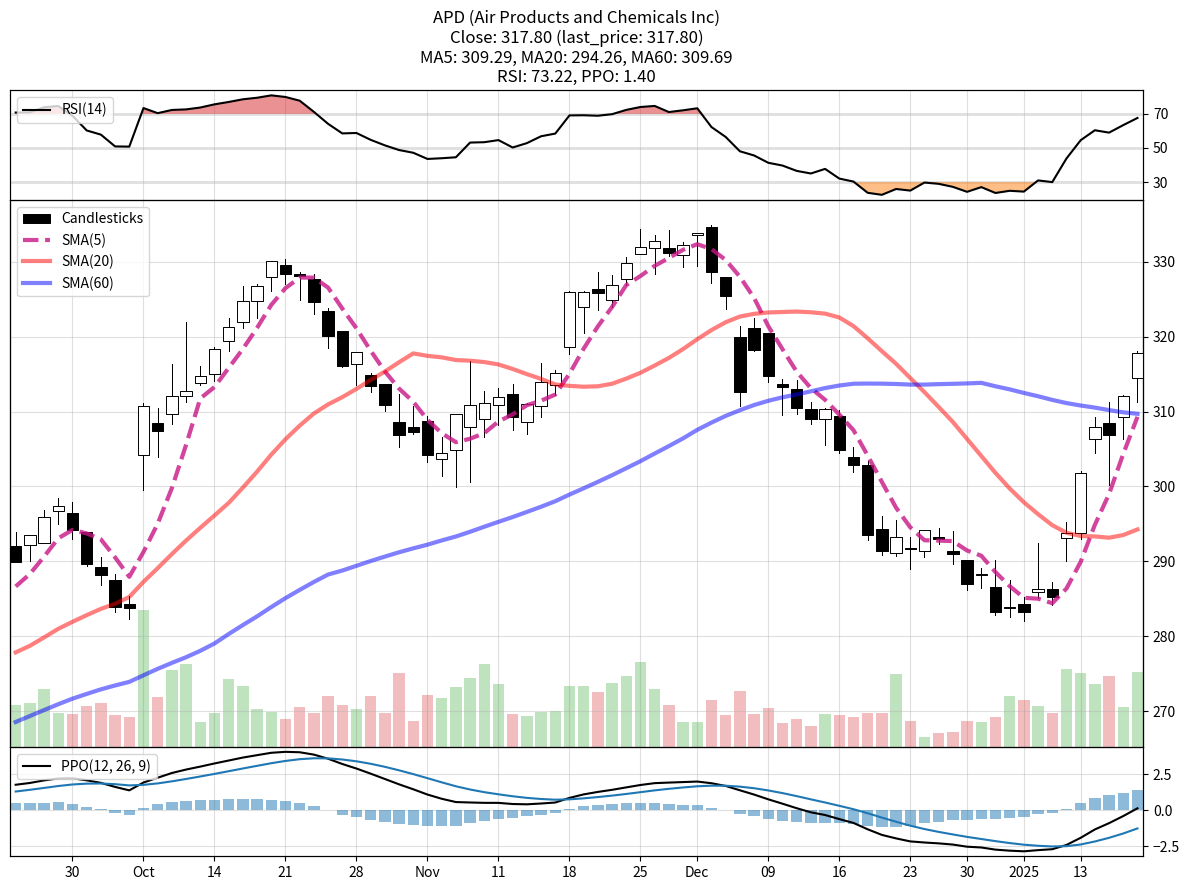 APD (Air Products and Chemicals Inc)
Close: 317.80 (last_price: 317.80)
MA5: 309.29, MA20: 294.26, MA60: 309.69
RSI: 73.22, PPO: 1.40
RSI(14)
70
50
30
Candlesticks
SMA(5)
SMA(20)
SMA(60)
330
320
310
300
290
280
270
PPO(12, 26, 9)
2.5
0.0
−2.5
30 Oct 14 21 28 Nov 11 18 25 Dec 09 16 23 30 2025 13